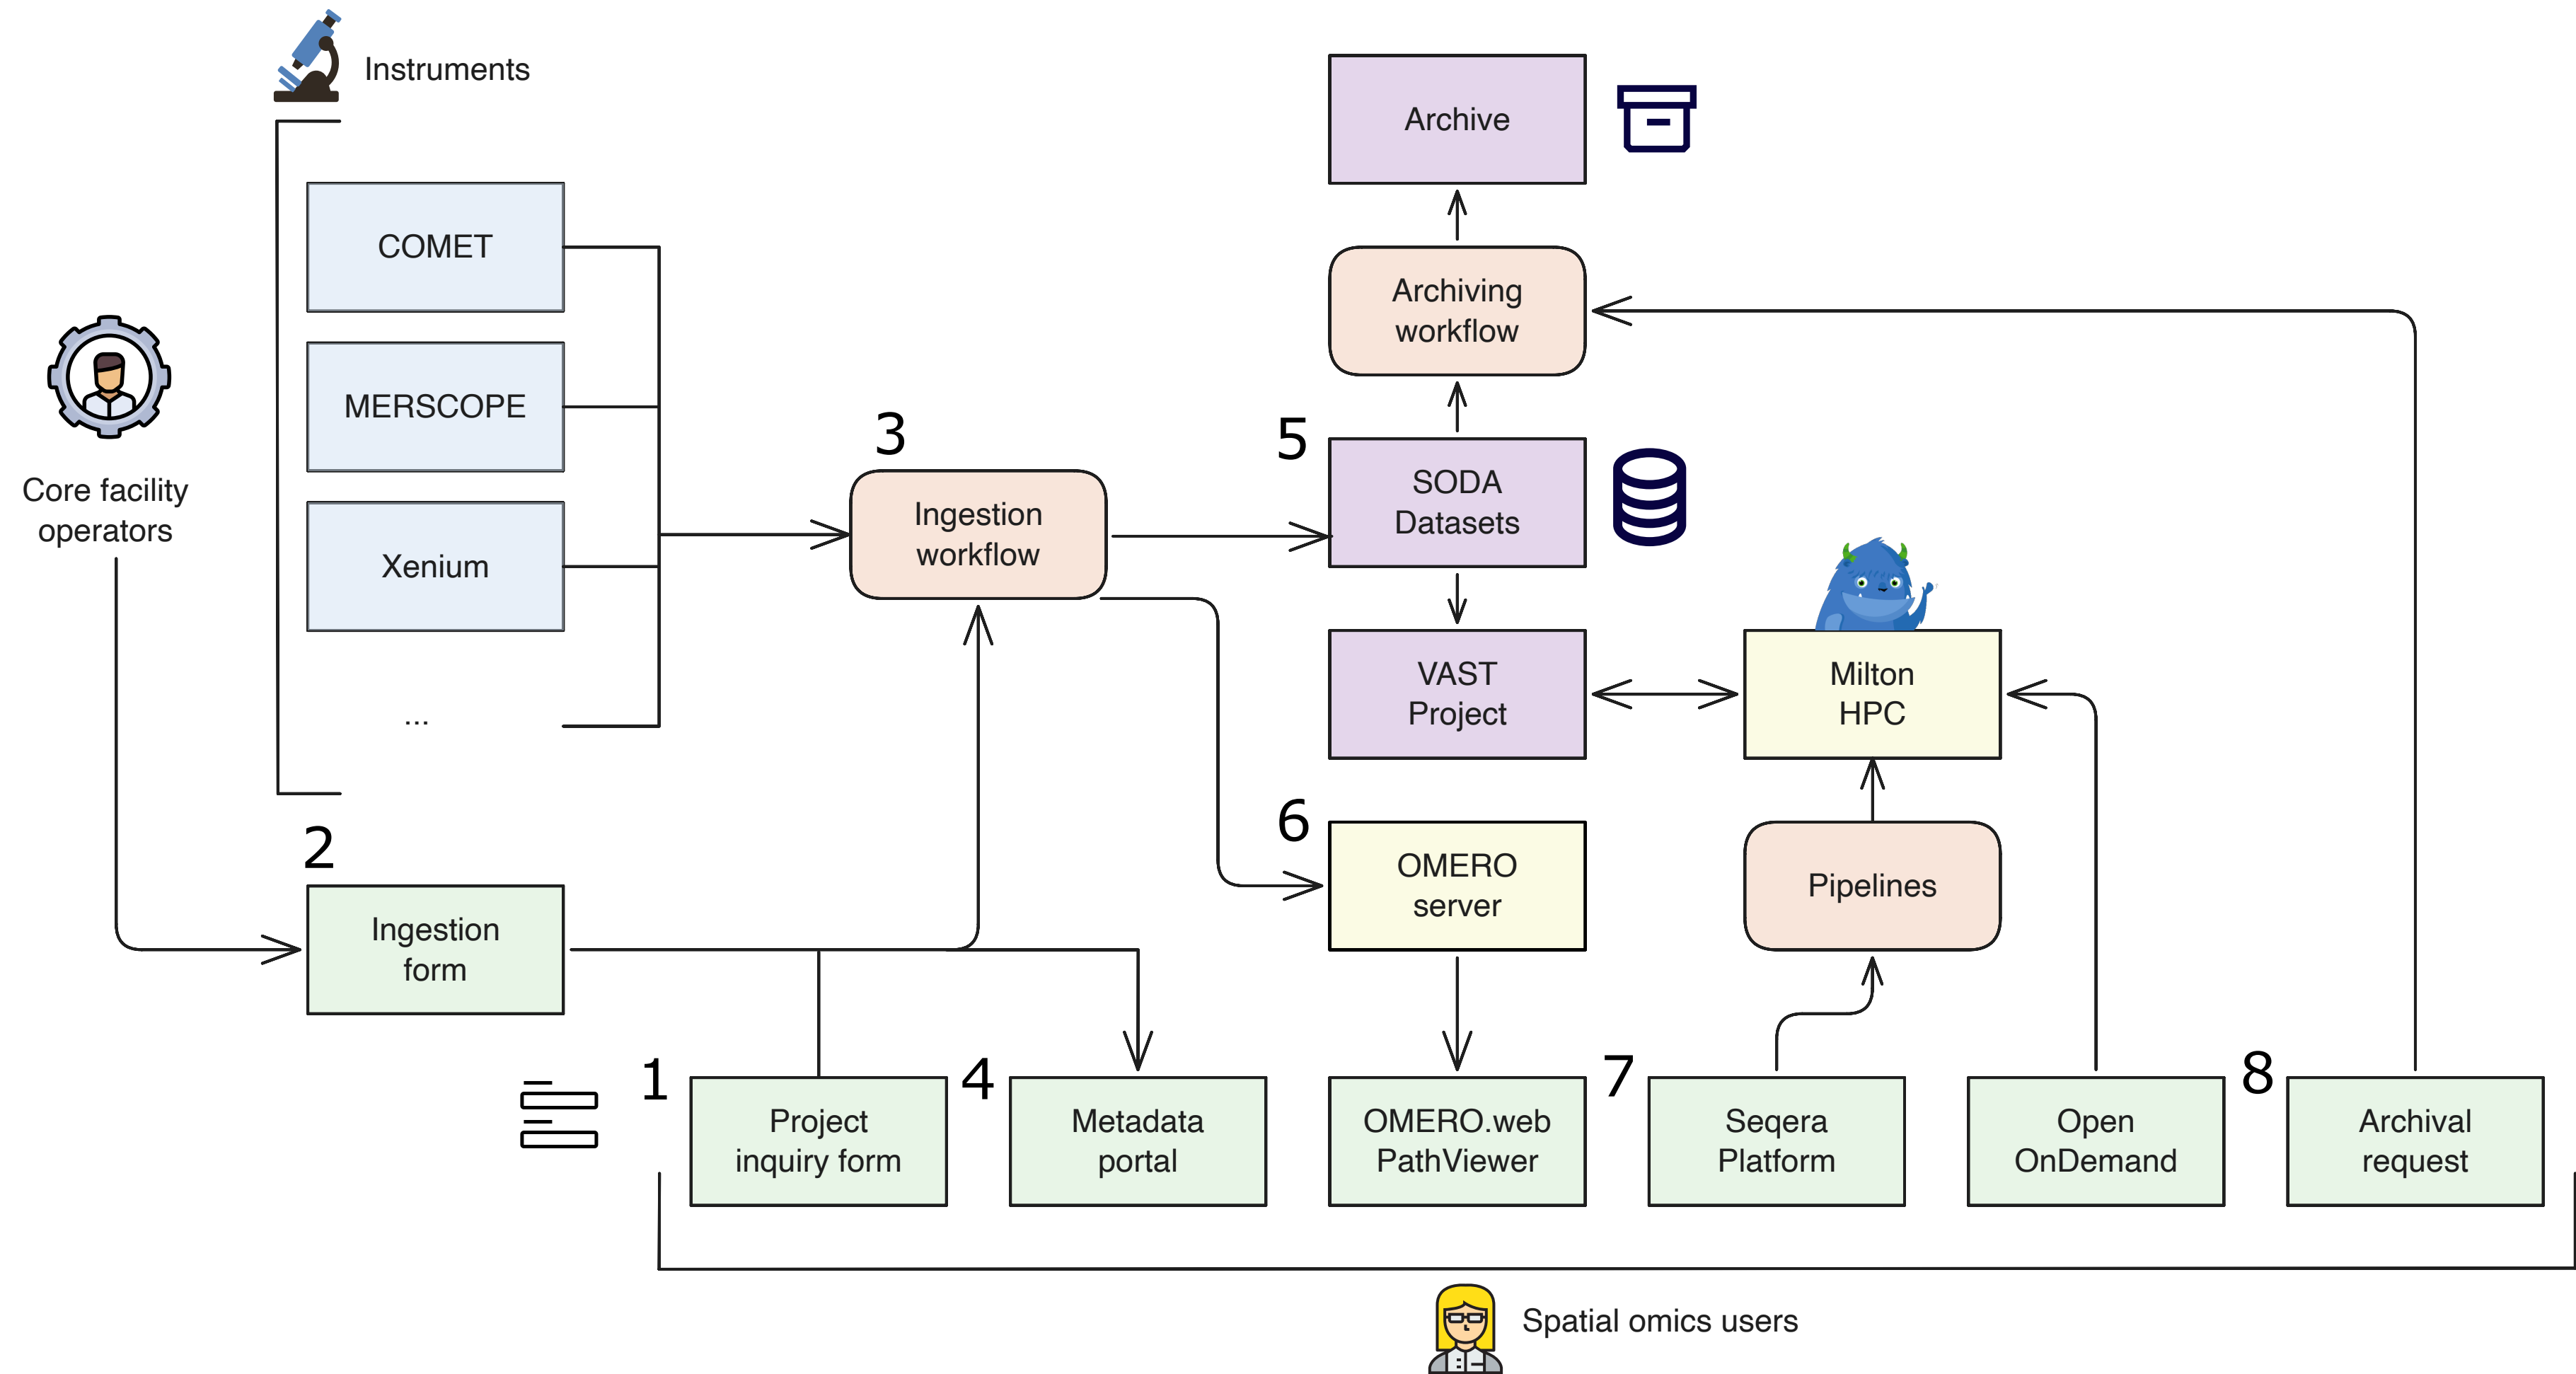 Instruments
COMET
MERSCOPE
Xenium
...
Core facility
operators
2
Ingestion
form
3
Ingestion
workflow
Archive
Archiving
workflow
5
SODA
Datasets
VAST
Project
Milton
HPC
6
OMERO
server
Pipelines
1
Project
inquiry form
4
Metadata
portal
OMERO.web
PathViewer
7
Seqera
Platform
Open
OnDemand
8
Archival
request
Spatial omics users